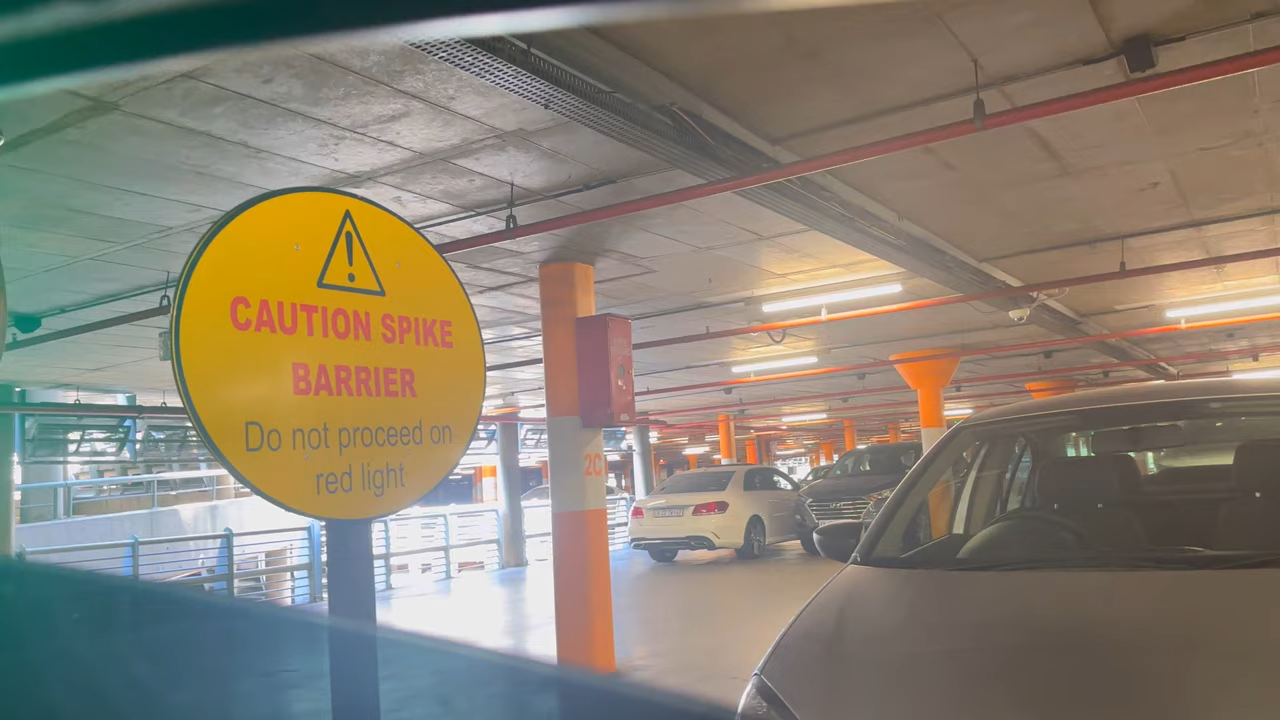 CAUTION SPIKE
BARRIER
Do not proceed on
red light
2C